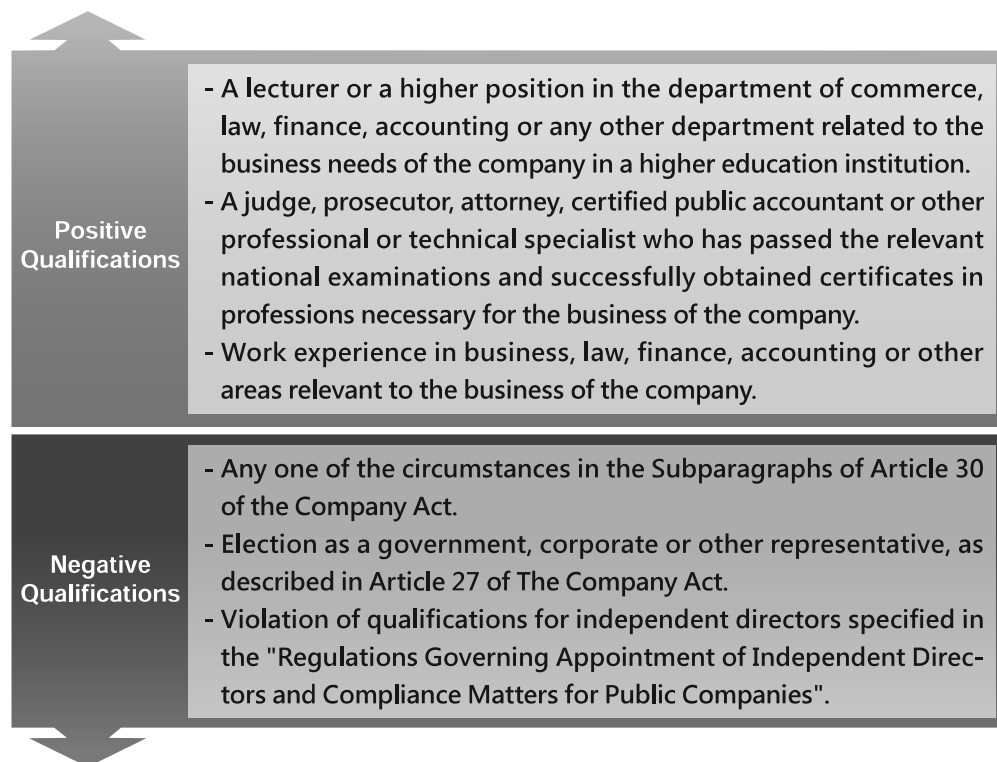 Positive
Qualifications
- A lecturer or a higher position in the department of commerce,
law, finance, accounting or any other department related to the
business needs of the company in a higher education institution.
- A judge, prosecutor, attorney, certified public accountant or other
professional or technical specialist who has passed the relevant
national examinations and successfully obtained certificates in
professions necessary for the business of the company.
- Work experience in business, law, finance, accounting or other
areas relevant to the business of the company.
Negative
Qualifications
- Any one of the circumstances in the Subparagraphs of Article 30
of the Company Act.
- Election as a government, corporate or other representative, as
described in Article 27 of The Company Act.
- Violation of qualifications for independent directors specified in
the "Regulations Governing Appointment of Independent Direc-
tors and Compliance Matters for Public Companies".